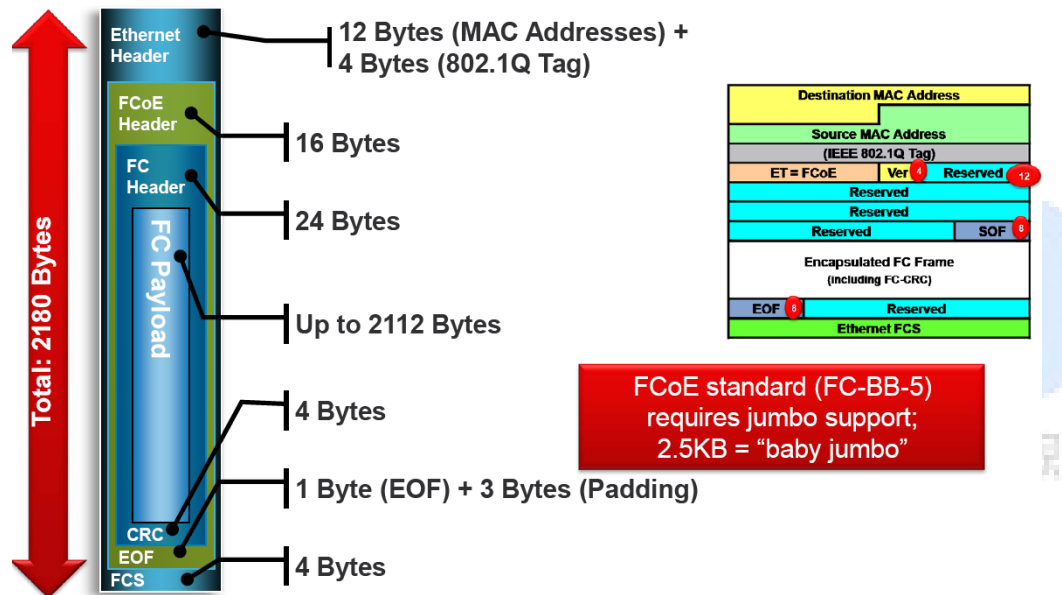 Total: 2180 Bytes
Ethernet
Header
12 Bytes (MAC Addresses) +
4 Bytes (802.1Q Tag)
FCoE
Header
16 Bytes
FC
Header
24 Bytes
FC Payload
Up to 2112 Bytes
4 Bytes
1 Byte (EOF) + 3 Bytes (Padding)
CRC
EOF
FCS
4 Bytes
Destination MAC Address
Source MAC Address
(IEEE 802.1Q Tag)
ET = FCoE Ver 4 Reserved 12
Reserved
Reserved
Reserved SOF 8
Encapsulated FC Frame
(including FC-CRC)
EOF 8 Reserved
Ethernet FCS
FCoE standard (FC-BB-5)
requires jumbo support;
2.5KB = “baby jumbo”